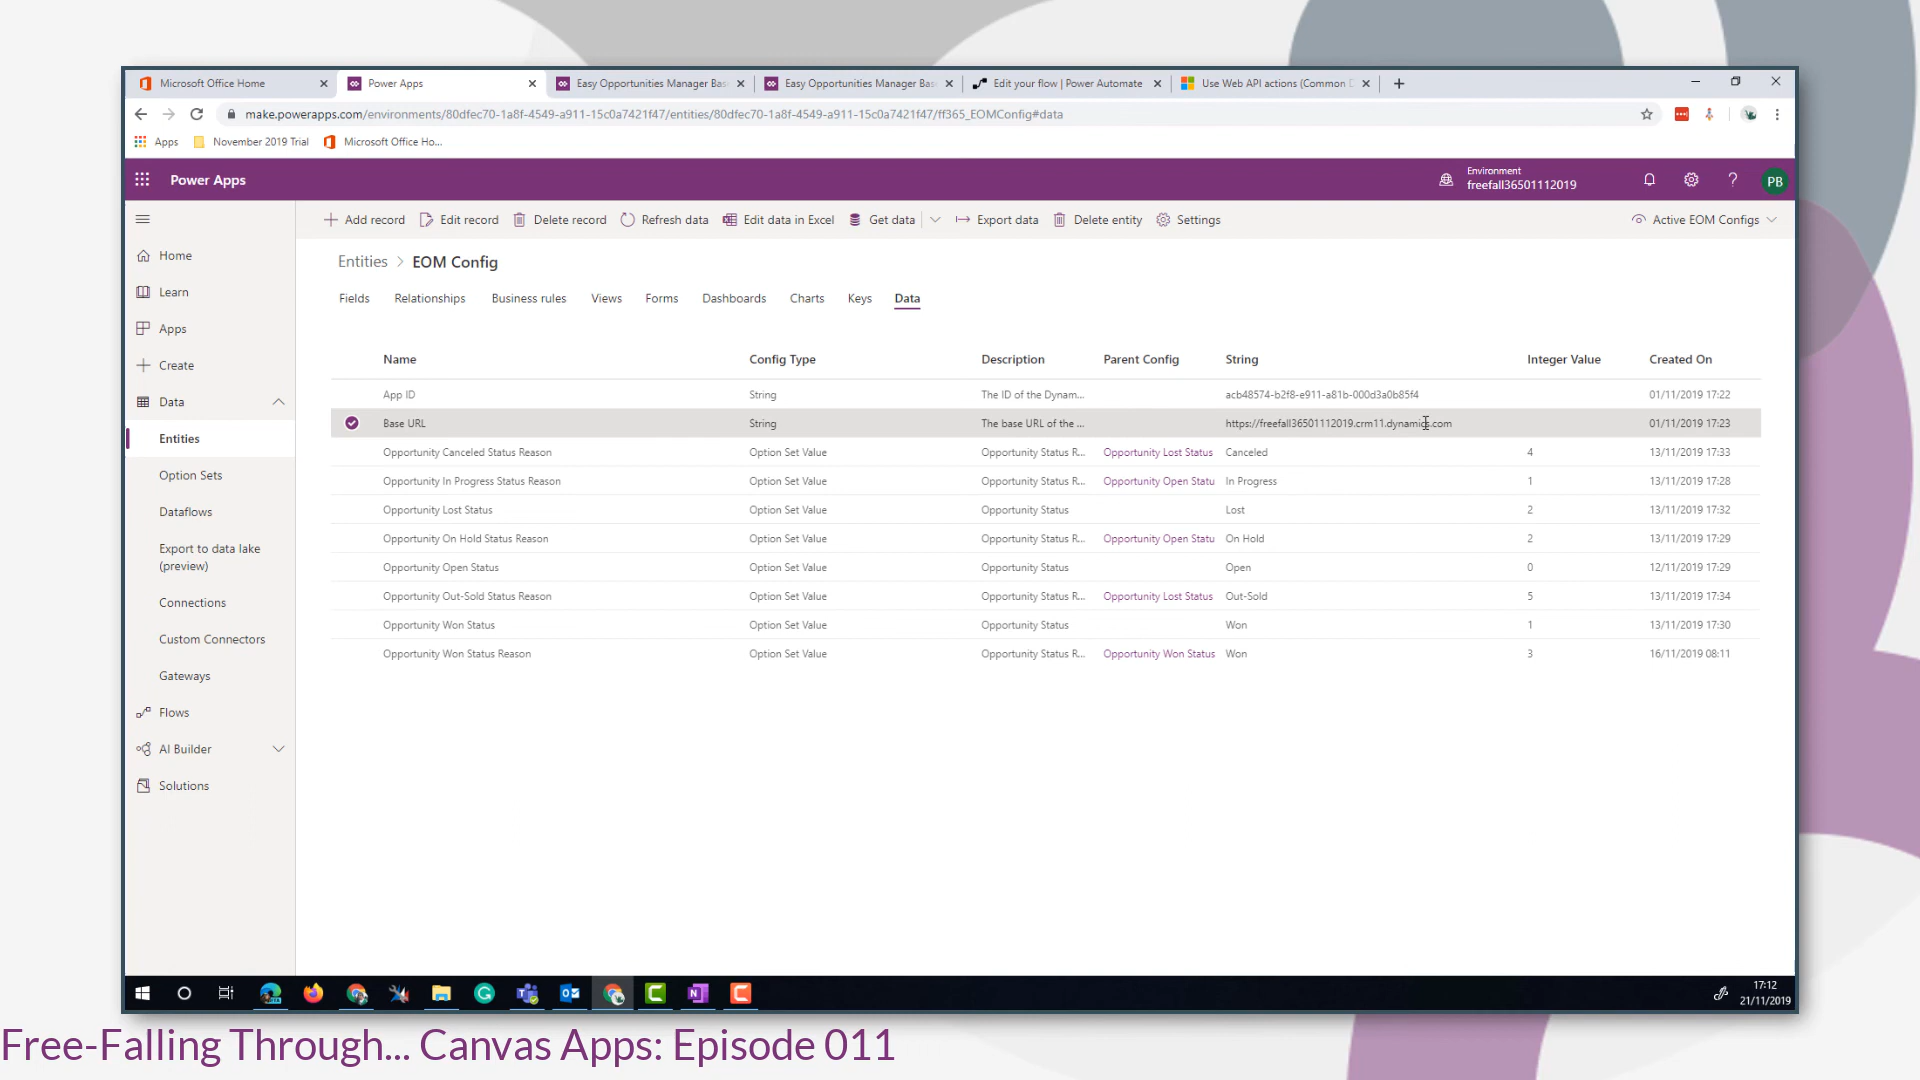 Microsoft Office Home
Power Apps
Easy Opportunities Manager Bas
Easy Opportunities Manager Bas
Edit your flow | Power Automate
Use Web API actions (Common D
make.powerapps.com/environments/80dfec70-1a8f-4549-a911-15c0a7421f47/entities/80dfec70-1a8f-4549-a911-15c0a7421f47/ff365_EOMConfig#data
Apps
November 2019 Trial
Microsoft Office Ho...
Power Apps
Environment
freefall36501112019
PB
Add record
Edit record
Delete record
Refresh data
Edit data in Excel
Get data
Export data
Delete entity
Settings
Active EOM Configs
Home
Learn
Apps
Create
Data
Entities
Option Sets
Dataflows
Export to data lake
(preview)
Connections
Custom Connectors
Gateways
Flows
AI Builder
Solutions
Entities > EOM Config
Fields Relationships Business rules Views Forms Dashboards Charts Keys Data
Name Config Type Description Parent Config String Integer Value Created On
App ID String The ID of the Dynam... acb48574-b2f8-e911-a81b-000d3a0b85f4 01/11/2019 17:22
Base URL String The base URL of the ... https://freefall36501112019.crm11.dynamics.com 01/11/2019 17:23
Opportunity Canceled Status Reason Option Set Value Opportunity Status R... Opportunity Lost Status Canceled 4 13/11/2019 17:33
Opportunity In Progress Status Reason Option Set Value Opportunity Status R... Opportunity Open Statu In Progress 1 13/11/2019 17:28
Opportunity Lost Status Option Set Value Opportunity Status Lost 2 13/11/2019 17:32
Opportunity On Hold Status Reason Option Set Value Opportunity Status R... Opportunity Open Statu On Hold 2 13/11/2019 17:29
Opportunity Open Status Option Set Value Opportunity Status Open 0 12/11/2019 17:29
Opportunity Out-Sold Status Reason Option Set Value Opportunity Status R... Opportunity Lost Status Out-Sold 5 13/11/2019 17:34
Opportunity Won Status Option Set Value Opportunity Status Won 1 13/11/2019 17:30
Opportunity Won Status Reason Option Set Value Opportunity Status R... Opportunity Won Status Won 3 16/11/2019 08:11
17:12
21/11/2019
Free-Falling Through... Canvas Apps: Episode 011